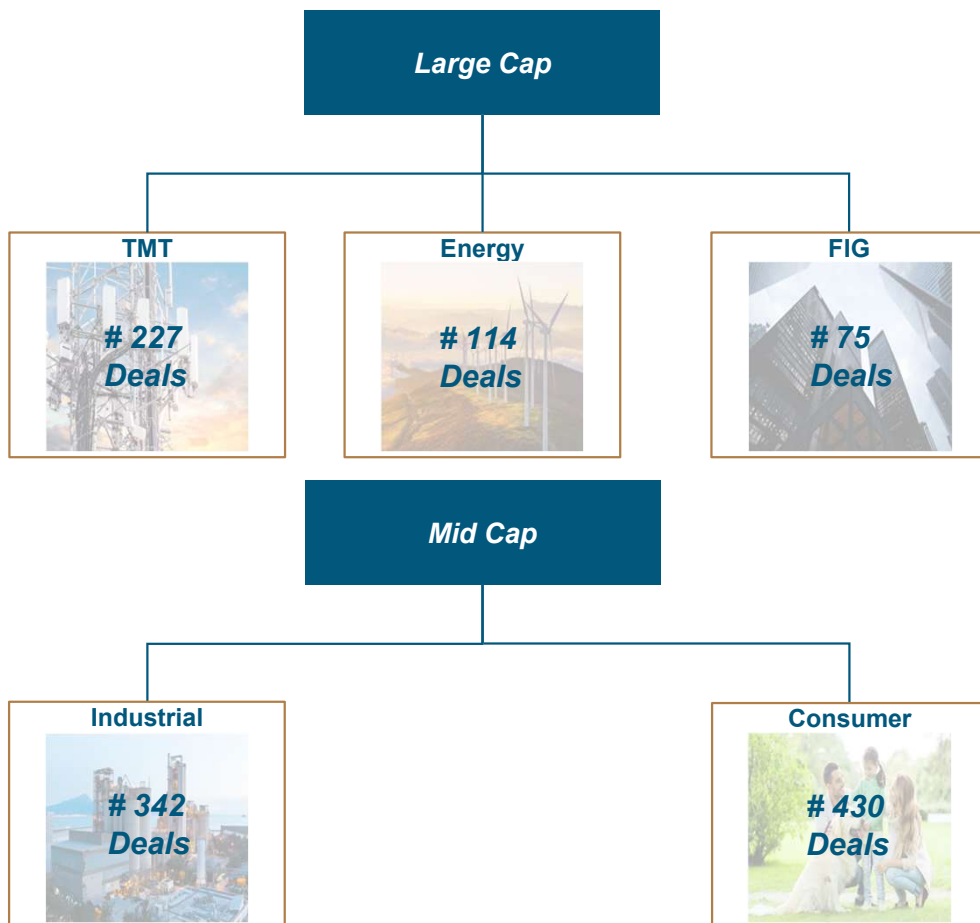 Large Cap
TMT
Energy
FIG
# 227
Deals
# 114
Deals
# 75
Deals
Mid Cap
Industrial
Consumer
# 342
Deals
# 430
Deals